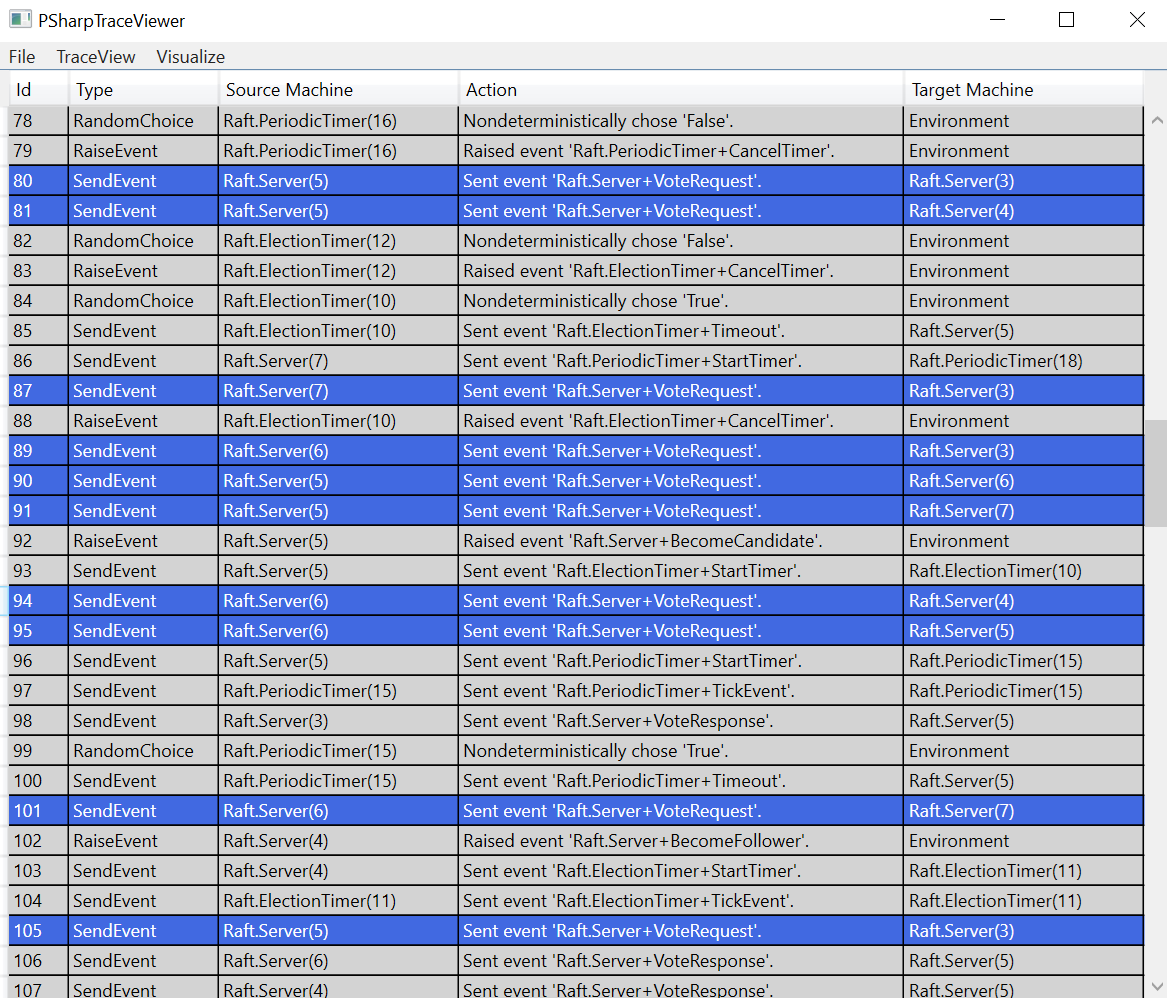 PSharpTraceViewer
File TraceView Visualize
Id Type Source Machine Action Target Machine
78 RandomChoice Raft.PeriodicTimer(16) Nondeterministically chose 'False'. Environment
79 RaiseEvent Raft.PeriodicTimer(16) Raised event 'Raft.PeriodicTimer+CancelTimer'. Environment
80 SendEvent Raft.Server(5) Sent event 'Raft.Server+VoteRequest'. Raft.Server(3)
81 SendEvent Raft.Server(5) Sent event 'Raft.Server+VoteRequest'. Raft.Server(4)
82 RandomChoice Raft.ElectionTimer(12) Nondeterministically chose 'False'. Environment
83 RaiseEvent Raft.ElectionTimer(12) Raised event 'Raft.ElectionTimer+CancelTimer'. Environment
84 RandomChoice Raft.ElectionTimer(10) Nondeterministically chose 'True'. Environment
85 SendEvent Raft.ElectionTimer(10) Sent event 'Raft.ElectionTimer+Timeout'. Raft.Server(5)
86 SendEvent Raft.Server(7) Sent event 'Raft.PeriodicTimer+StartTimer'. Raft.PeriodicTimer(18)
87 SendEvent Raft.Server(7) Sent event 'Raft.Server+VoteRequest'. Raft.Server(3)
88 RaiseEvent Raft.ElectionTimer(10) Raised event 'Raft.ElectionTimer+CancelTimer'. Environment
89 SendEvent Raft.Server(6) Sent event 'Raft.Server+VoteRequest'. Raft.Server(3)
90 SendEvent Raft.Server(5) Sent event 'Raft.Server+VoteRequest'. Raft.Server(6)
91 SendEvent Raft.Server(5) Sent event 'Raft.Server+VoteRequest'. Raft.Server(7)
92 RaiseEvent Raft.Server(5) Raised event 'Raft.Server+BecomeCandidate'. Environment
93 SendEvent Raft.Server(5) Sent event 'Raft.ElectionTimer+StartTimer'. Raft.ElectionTimer(10)
94 SendEvent Raft.Server(6) Sent event 'Raft.Server+VoteRequest'. Raft.Server(4)
95 SendEvent Raft.Server(6) Sent event 'Raft.Server+VoteRequest'. Raft.Server(5)
96 SendEvent Raft.Server(5) Sent event 'Raft.PeriodicTimer+StartTimer'. Raft.PeriodicTimer(15)
97 SendEvent Raft.PeriodicTimer(15) Sent event 'Raft.PeriodicTimer+TickEvent'. Raft.PeriodicTimer(15)
98 SendEvent Raft.Server(3) Sent event 'Raft.Server+VoteResponse'. Raft.Server(5)
99 RandomChoice Raft.PeriodicTimer(15) Nondeterministically chose 'True'. Environment
100 SendEvent Raft.PeriodicTimer(15) Sent event 'Raft.PeriodicTimer+Timeout'. Raft.Server(5)
101 SendEvent Raft.Server(6) Sent event 'Raft.Server+VoteRequest'. Raft.Server(7)
102 RaiseEvent Raft.Server(4) Raised event 'Raft.Server+BecomeFollower'. Environment
103 SendEvent Raft.Server(4) Sent event 'Raft.ElectionTimer+StartTimer'. Raft.ElectionTimer(11)
104 SendEvent Raft.ElectionTimer(11) Sent event 'Raft.ElectionTimer+TickEvent'. Raft.ElectionTimer(11)
105 SendEvent Raft.Server(5) Sent event 'Raft.Server+VoteRequest'. Raft.Server(3)
106 SendEvent Raft.Server(6) Sent event 'Raft.Server+VoteResponse'. Raft.Server(5)
107 SendEvent Raft.Server(4) Sent event 'Raft.Server+VoteResponse'. Raft.Server(5)